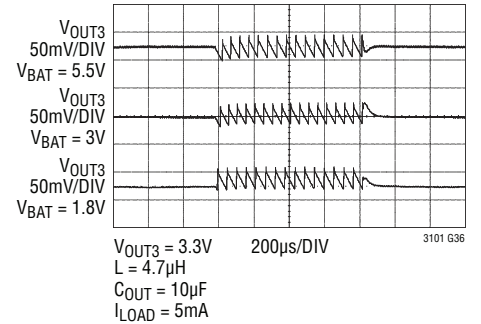 VOUT3
50mV/DIV
VBAT = 5.5V
VOUT3
50mV/DIV
VBAT = 3V
VOUT3
50mV/DIV
VBAT = 1.8V
3101 G36
VOUT3 = 3.3V 200µs/DIV
L = 4.7µH
COUT = 10µF
ILOAD = 5mA